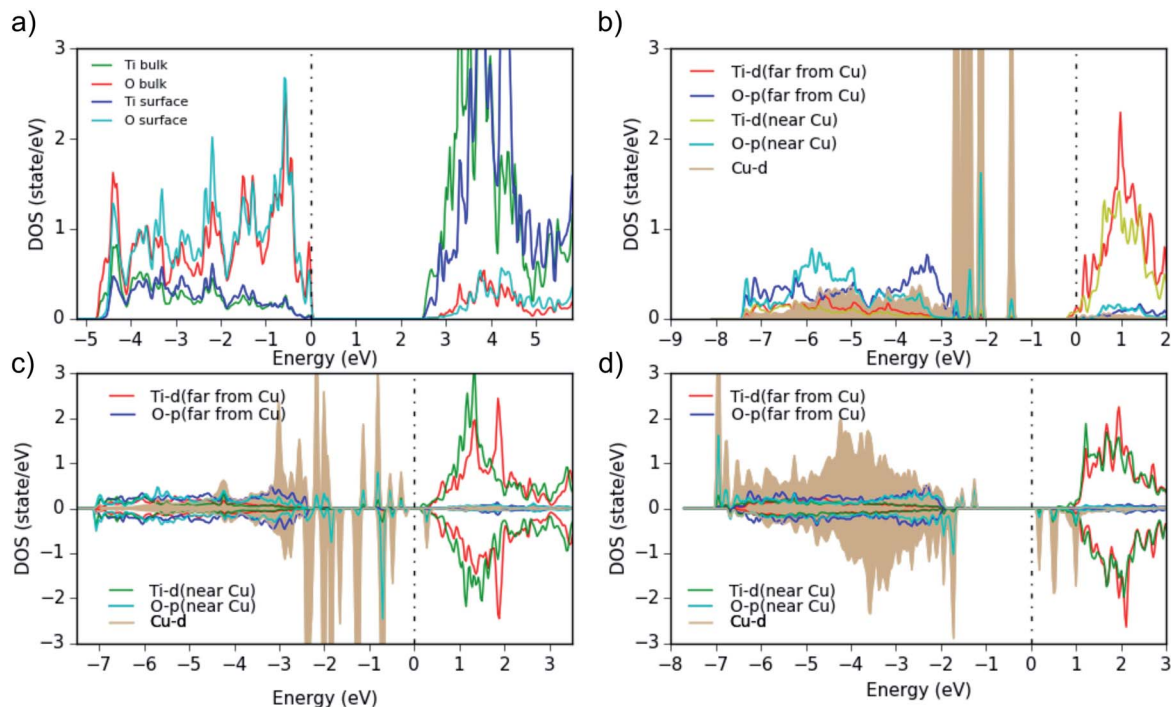 a)
3
2
1
0
DOS (state/eV)
Ti bulk
O bulk
Ti surface
O surface
−5 −4 −3 −2 −1 0 1 2 3 4 5
Energy (eV)
b)
3
2
1
0
DOS (state/eV)
Ti-d(far from Cu)
O-p(far from Cu)
Ti-d(near Cu)
O-p(near Cu)
Cu-d
−9 −8 −7 −6 −5 −4 −3 −2 −1 0 1 2
Energy (eV)
c)
3
2
1
0
−1
−2
−3
DOS (state/eV)
Ti-d(far from Cu)
O-p(far from Cu)
Ti-d(near Cu)
O-p(near Cu)
Cu-d
−7 −6 −5 −4 −3 −2 −1 0 1 2 3
Energy (eV)
d)
3
2
1
0
−1
−2
−3
DOS (state/eV)
Ti-d(far from Cu)
O-p(far from Cu)
Ti-d(near Cu)
O-p(near Cu)
Cu-d
−8 −7 −6 −5 −4 −3 −2 −1 0 1 2 3
Energy (eV)